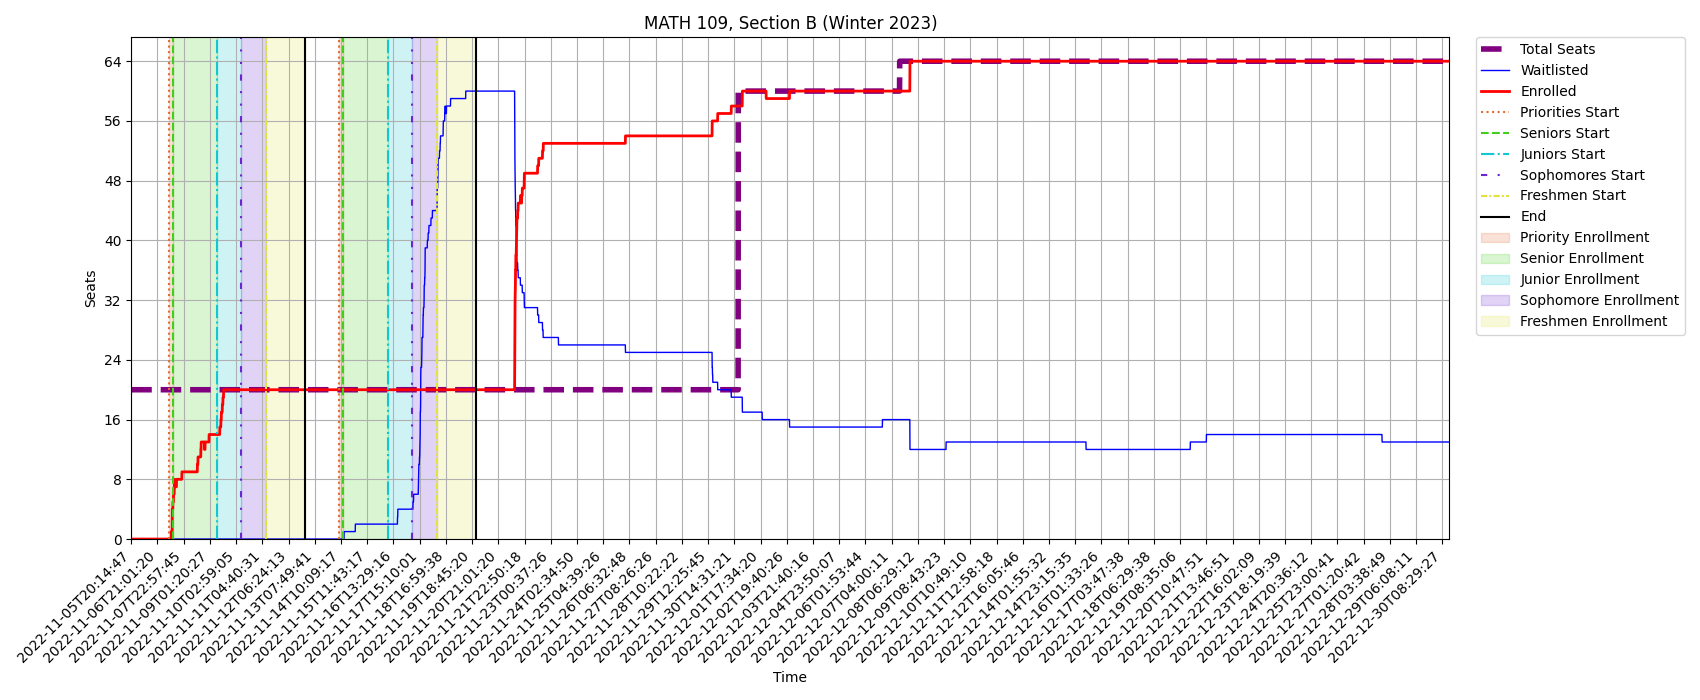 MATH 109, Section B (Winter 2023)
Seats
64
56
48
40
32
24
16
8
0
2022-11-05T20:14:47
2022-11-06T21:01:20
2022-11-07T22:57:45
2022-11-09T01:20:27
2022-11-10T02:59:05
2022-11-11T04:40:31
2022-11-12T06:24:13
2022-11-13T07:49:41
2022-11-14T10:09:17
2022-11-15T11:43:17
2022-11-16T13:29:16
2022-11-17T15:10:01
2022-11-18T16:59:38
2022-11-19T18:45:20
2022-11-20T21:01:20
2022-11-21T22:50:18
2022-11-23T00:37:26
2022-11-24T02:34:50
2022-11-25T04:39:26
2022-11-26T06:32:48
2022-11-27T08:26:26
2022-11-28T10:22:22
2022-11-29T12:25:45
2022-11-30T14:31:21
2022-12-01T17:34:20
2022-12-02T19:40:26
2022-12-03T21:40:16
2022-12-04T23:50:07
2022-12-06T01:53:44
2022-12-07T04:00:11
2022-12-08T06:29:12
2022-12-09T08:43:23
2022-12-10T10:49:10
2022-12-11T12:58:18
2022-12-12T16:05:46
2022-12-14T01:55:32
2022-12-14T23:15:35
2022-12-16T01:33:26
2022-12-17T03:47:38
2022-12-18T06:29:38
2022-12-19T08:35:06
2022-12-20T10:47:51
2022-12-21T13:46:51
2022-12-22T16:02:09
2022-12-23T18:19:39
2022-12-24T20:36:12
2022-12-25T23:00:41
2022-12-27T01:20:42
2022-12-28T03:38:49
2022-12-29T06:08:11
2022-12-30T08:29:27
Time
Total Seats
Waitlisted
Enrolled
Priorities Start
Seniors Start
Juniors Start
Sophomores Start
Freshmen Start
End
Priority Enrollment
Senior Enrollment
Junior Enrollment
Sophomore Enrollment
Freshmen Enrollment